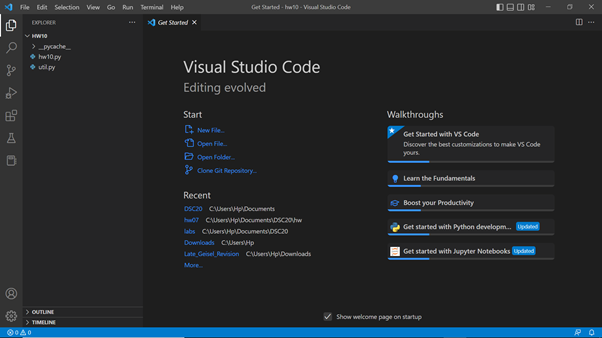 File Edit Selection View Go Run Terminal Help
Get Started - hw10 - Visual Studio Code
EXPLORER
Get Started
HW10
__pycache__
hw10.py
util.py
Visual Studio Code
Editing evolved
Start
New File...
Open File...
Open Folder...
Clone Git Repository...
Recent
DSC20 C:\Users\Hp\Documents
hw07 C:\Users\Hp\Documents\DSC20\hw
labs C:\Users\Hp\Documents\DSC20
Downloads C:\Users\Hp
Late_Geisel_Revision C:\Users\Hp\Downloads
More...
Walkthroughs
Get Started with VS Code
Discover the best customizations to make VS Code
yours.
Learn the Fundamentals
Boost your Productivity
Get started with Python developm... Updated
Get started with Jupyter Notebooks Updated
Show welcome page on startup
OUTLINE
TIMELINE
0 0